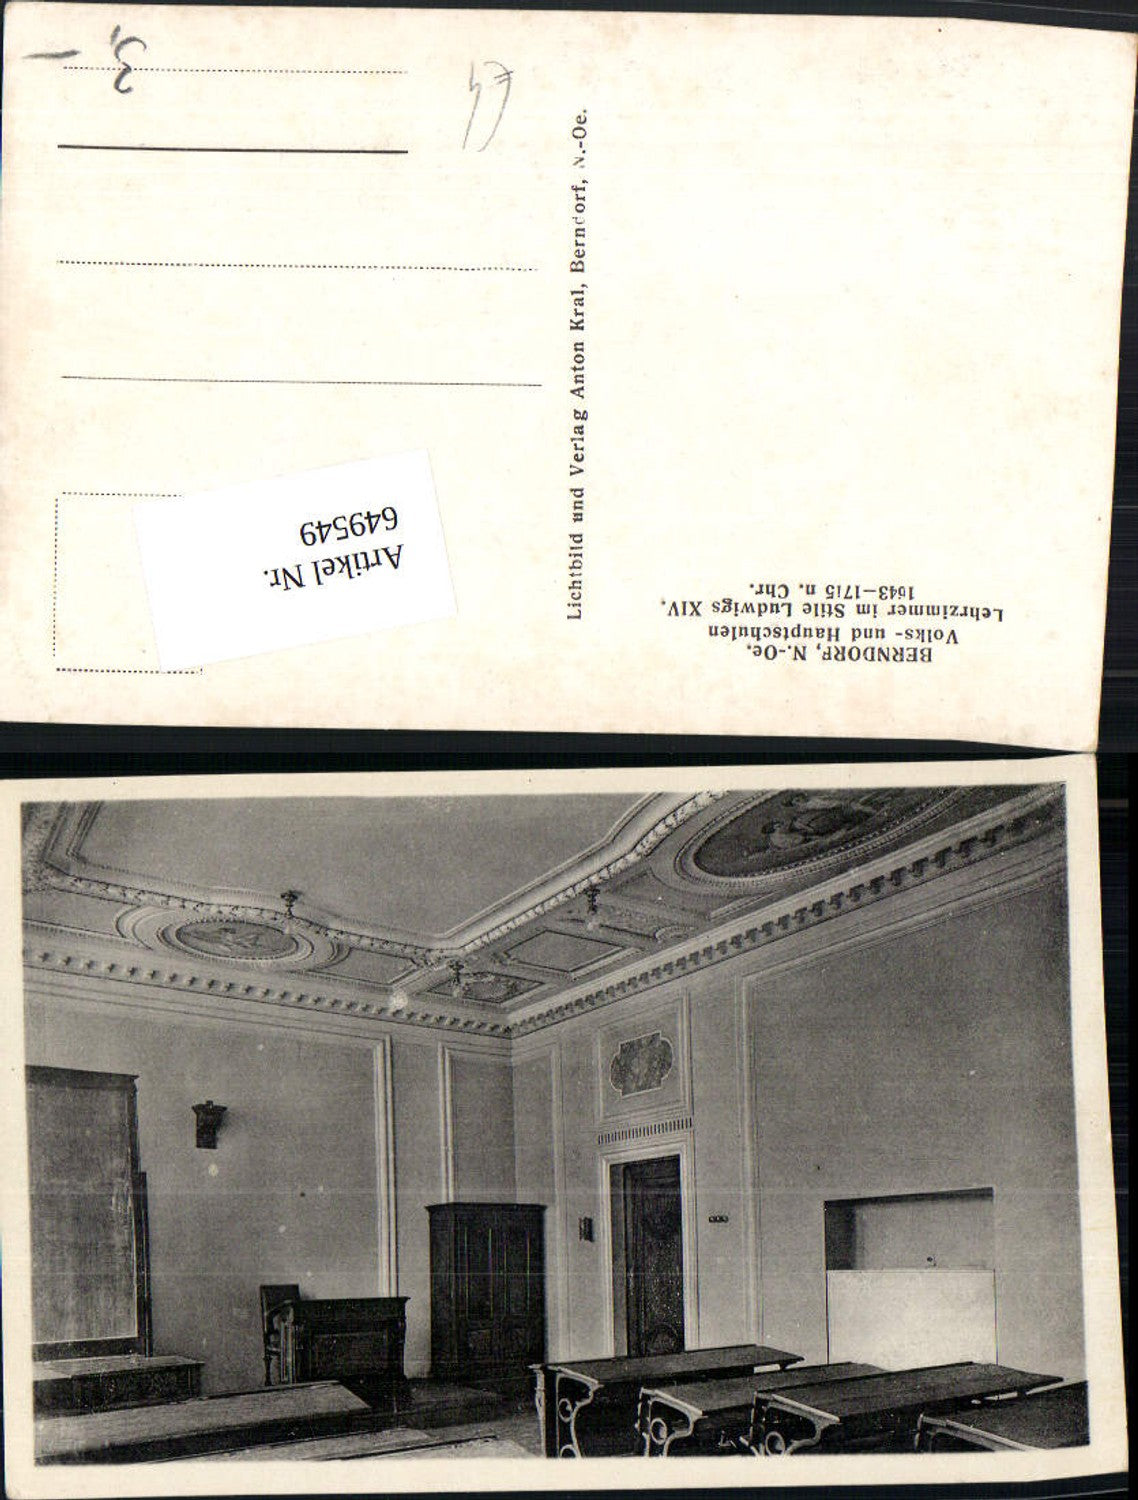 BERNDORF, N.-Oe.
Volks- und Hauptschulen
Lehrzimmer im Stile Ludwigs XIV.
1643—1715 n. Chr.
Lichtbild und Verlag Anton Kral, Berndorf, N.-Oe.
Artikel Nr.
649549
3,-